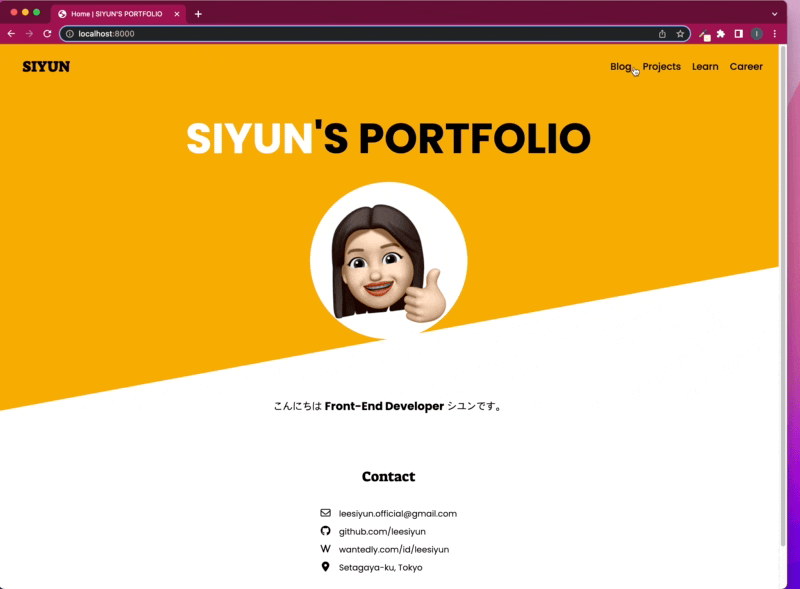 Home | SIYUN'S PORTFOLIO
localhost:8000
SIYUN
Blog Projects Learn Career
SIYUN'S PORTFOLIO
こんにちは Front-End Developer シユンです。
Contact
leesiyun.official@gmail.com
github.com/leesiyun
wantedly.com/id/leesiyun
Setagaya-ku, Tokyo